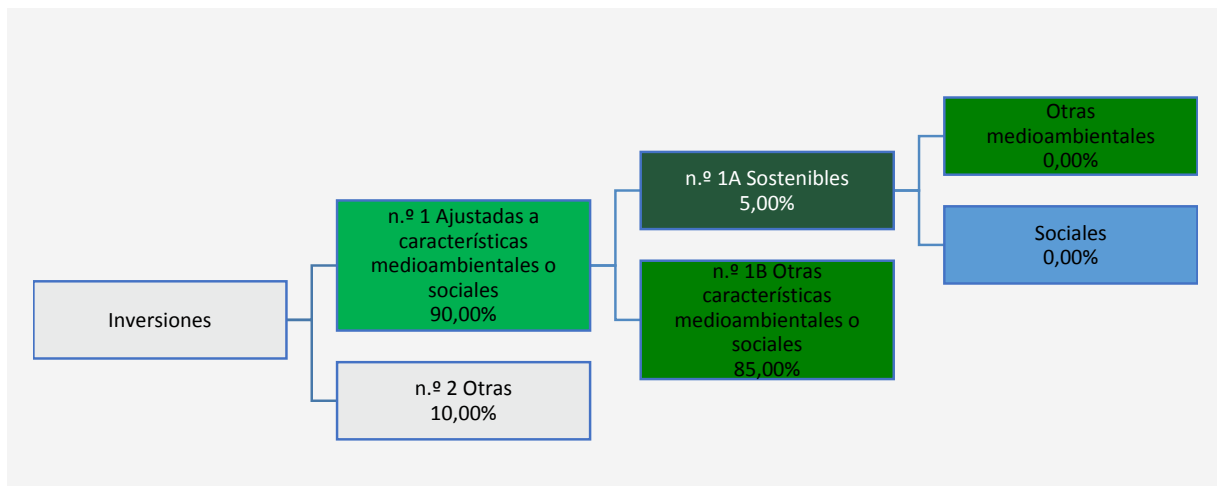 Inversiones
n.º 1 Ajustadas a
características
medioambientales o
sociales
90,00%
n.º 2 Otras
10,00%
n.º 1A Sostenibles
5,00%
n.º 1B Otras
características
medioambientales o
sociales
85,00%
Otras
medioambientales
0,00%
Sociales
0,00%